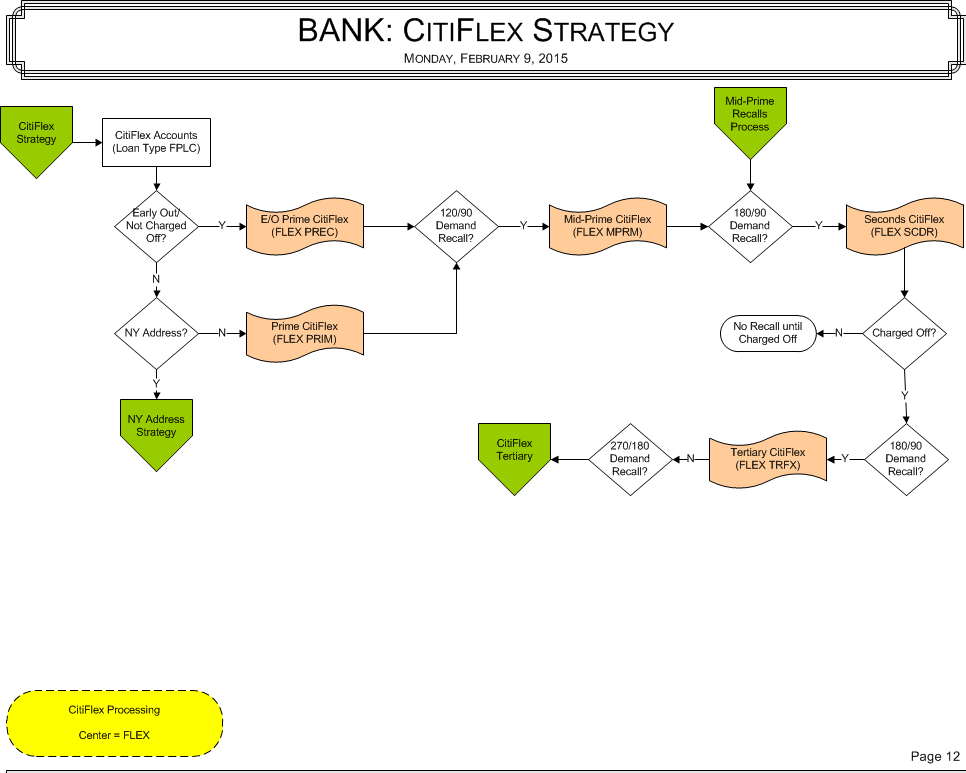 BANK: CITIFLEX STRATEGY
MONDAY, FEBRUARY 9, 2015
CitiFlex
Strategy
CitiFlex Accounts
(Loan Type FPLC)
Mid-Prime
Recalls
Process
Early Out/
Not Charged
Off?
Y
E/O Prime CitiFlex
(FLEX PREC)
120/90
Demand
Recall?
Y
Mid-Prime CitiFlex
(FLEX MPRM)
180/90
Demand
Recall?
Y
Seconds CitiFlex
(FLEX SCDR)
N
NY Address?
N
Prime CitiFlex
(FLEX PRIM)
No Recall until
Charged Off
N
Charged Off?
Y
Y
NY Address
Strategy
CitiFlex
Tertiary
270/180
Demand
Recall?
N
Tertiary CitiFlex
(FLEX TRFX)
Y
180/90
Demand
Recall?
CitiFlex Processing
Center = FLEX
Page 12